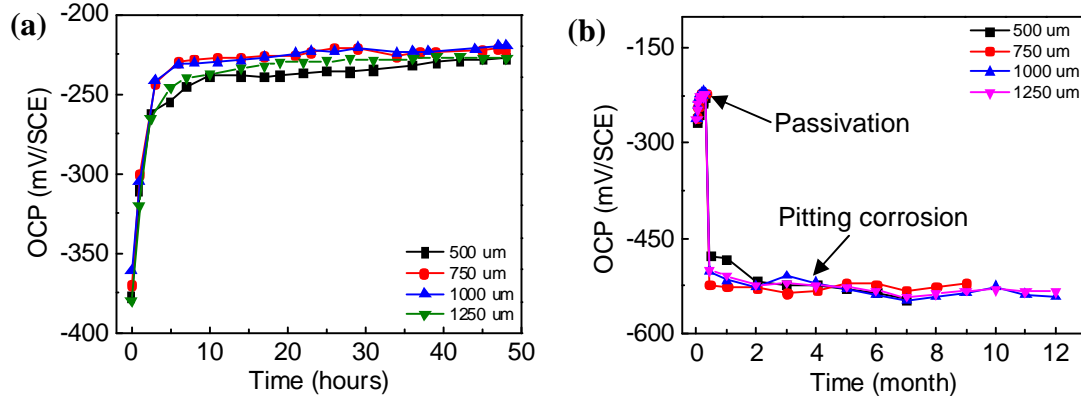 (a)
-200
-250
-300
-350
-400
OCP (mV/SCE)
0 10 20 30 40 50
Time (hours)
500 um
750 um
1000 um
1250 um
(b)
-150
-300
-450
-600
OCP (mV/SCE)
0 2 4 6 8 10 12
Time (month)
500 um
750 um
1000 um
1250 um
Passivation
Pitting corrosion